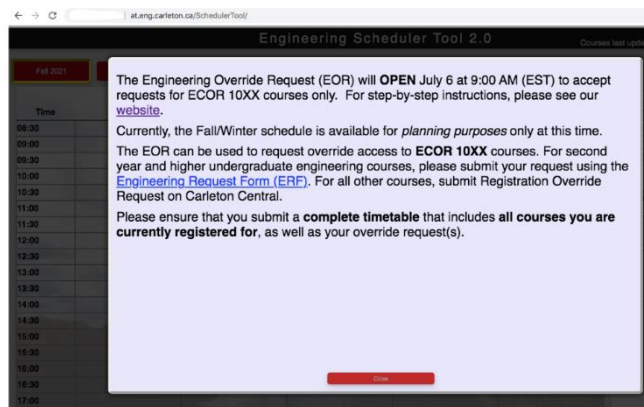 at.eng.carleton.ca/SchedulerTool/
Engineering Scheduler Tool 2.0
Courses last upda
Fall 2021
The Engineering Override Request (EOR) will OPEN July 6 at 9:00 AM (EST) to accept
requests for ECOR 10XX courses only. For step-by-step instructions, please see our
website.
Currently, the Fall/Winter schedule is available for planning purposes only at this time.
The EOR can be used to request override access to ECOR 10XX courses. For second
year and higher undergraduate engineering courses, please submit your request using the
Engineering Request Form (ERF). For all other courses, submit Registration Override
Request on Carleton Central.
Please ensure that you submit a complete timetable that includes all courses you are
currently registered for, as well as your override request(s).
Close
Time
08:30
09:00
09:30
10:00
10:30
11:00
11:30
12:00
12:30
13:00
13:30
14:00
14:30
15:00
15:30
16:00
16:30
17:00